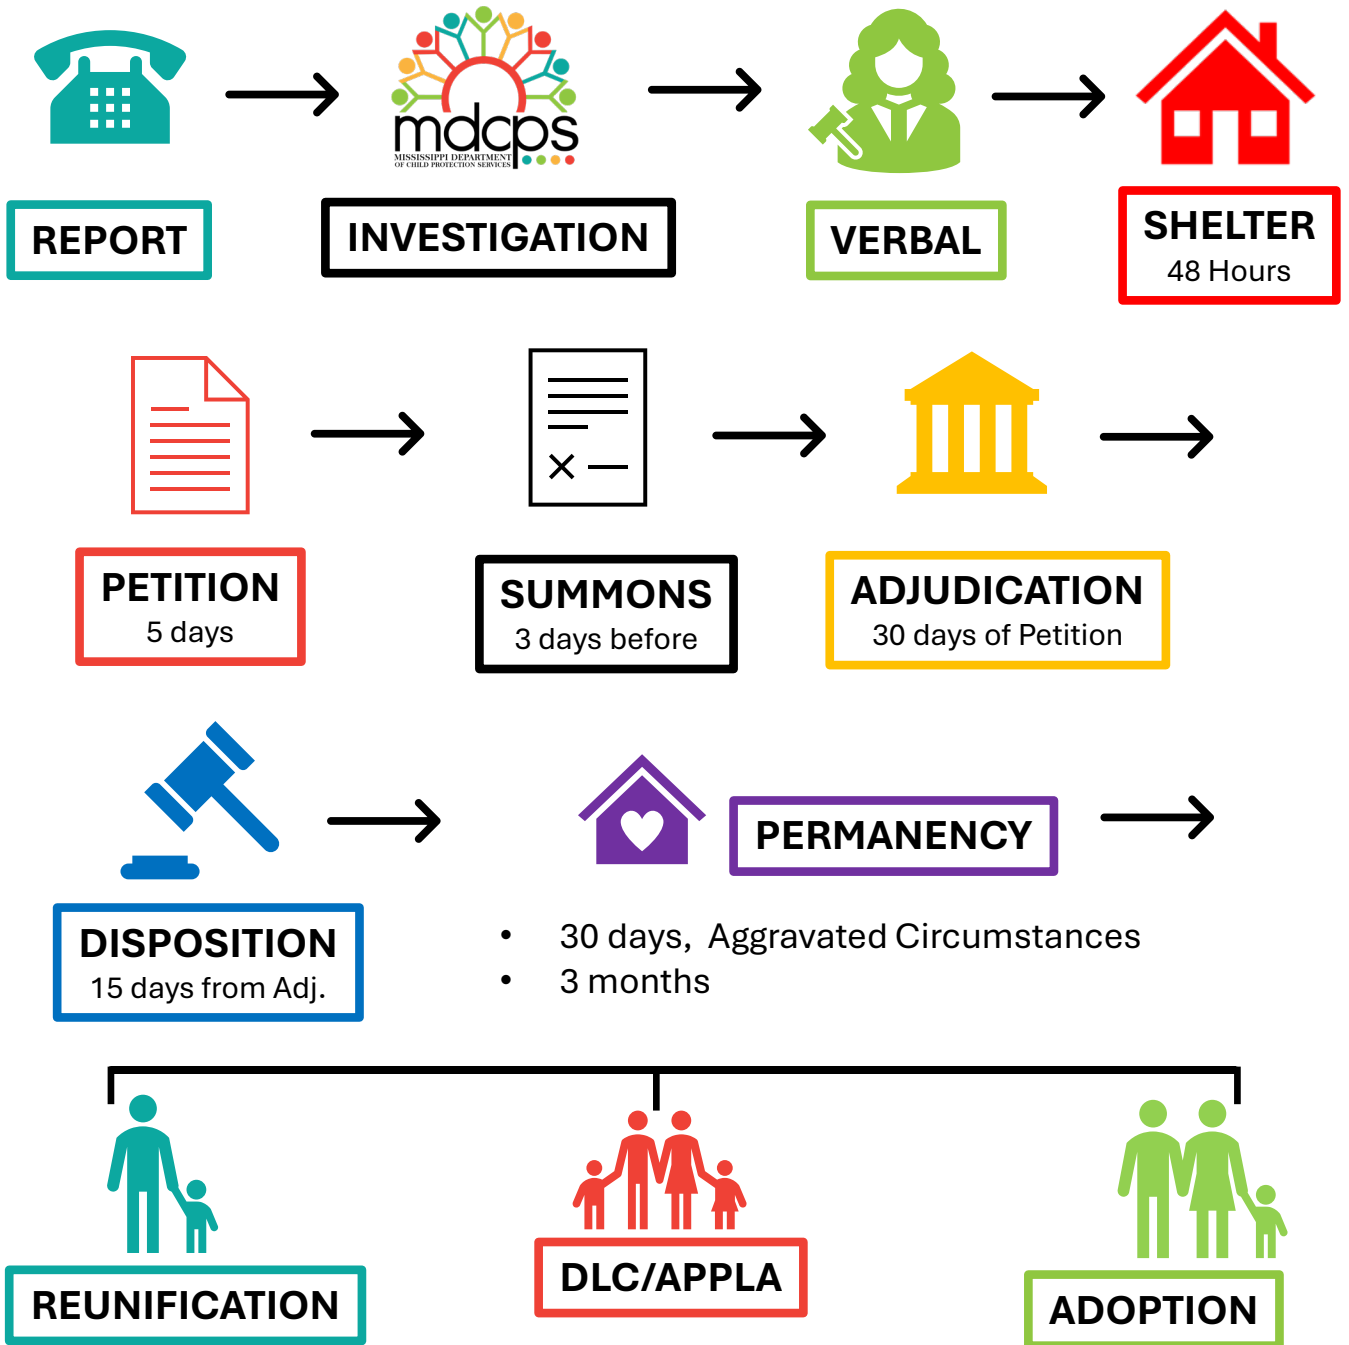 mdcps
MISSISSIPPI DEPARTMENT
OF CHILD PROTECTION SERVICES
REPORT
INVESTIGATION
VERBAL
SHELTER
48 Hours
PETITION
5 days
SUMMONS
3 days before
ADJUDICATION
30 days of Petition
DISPOSITION
15 days from Adj.
PERMANENCY
• 30 days, Aggravated Circumstances
• 3 months
REUNIFICATION
DLC/APPLA
ADOPTION